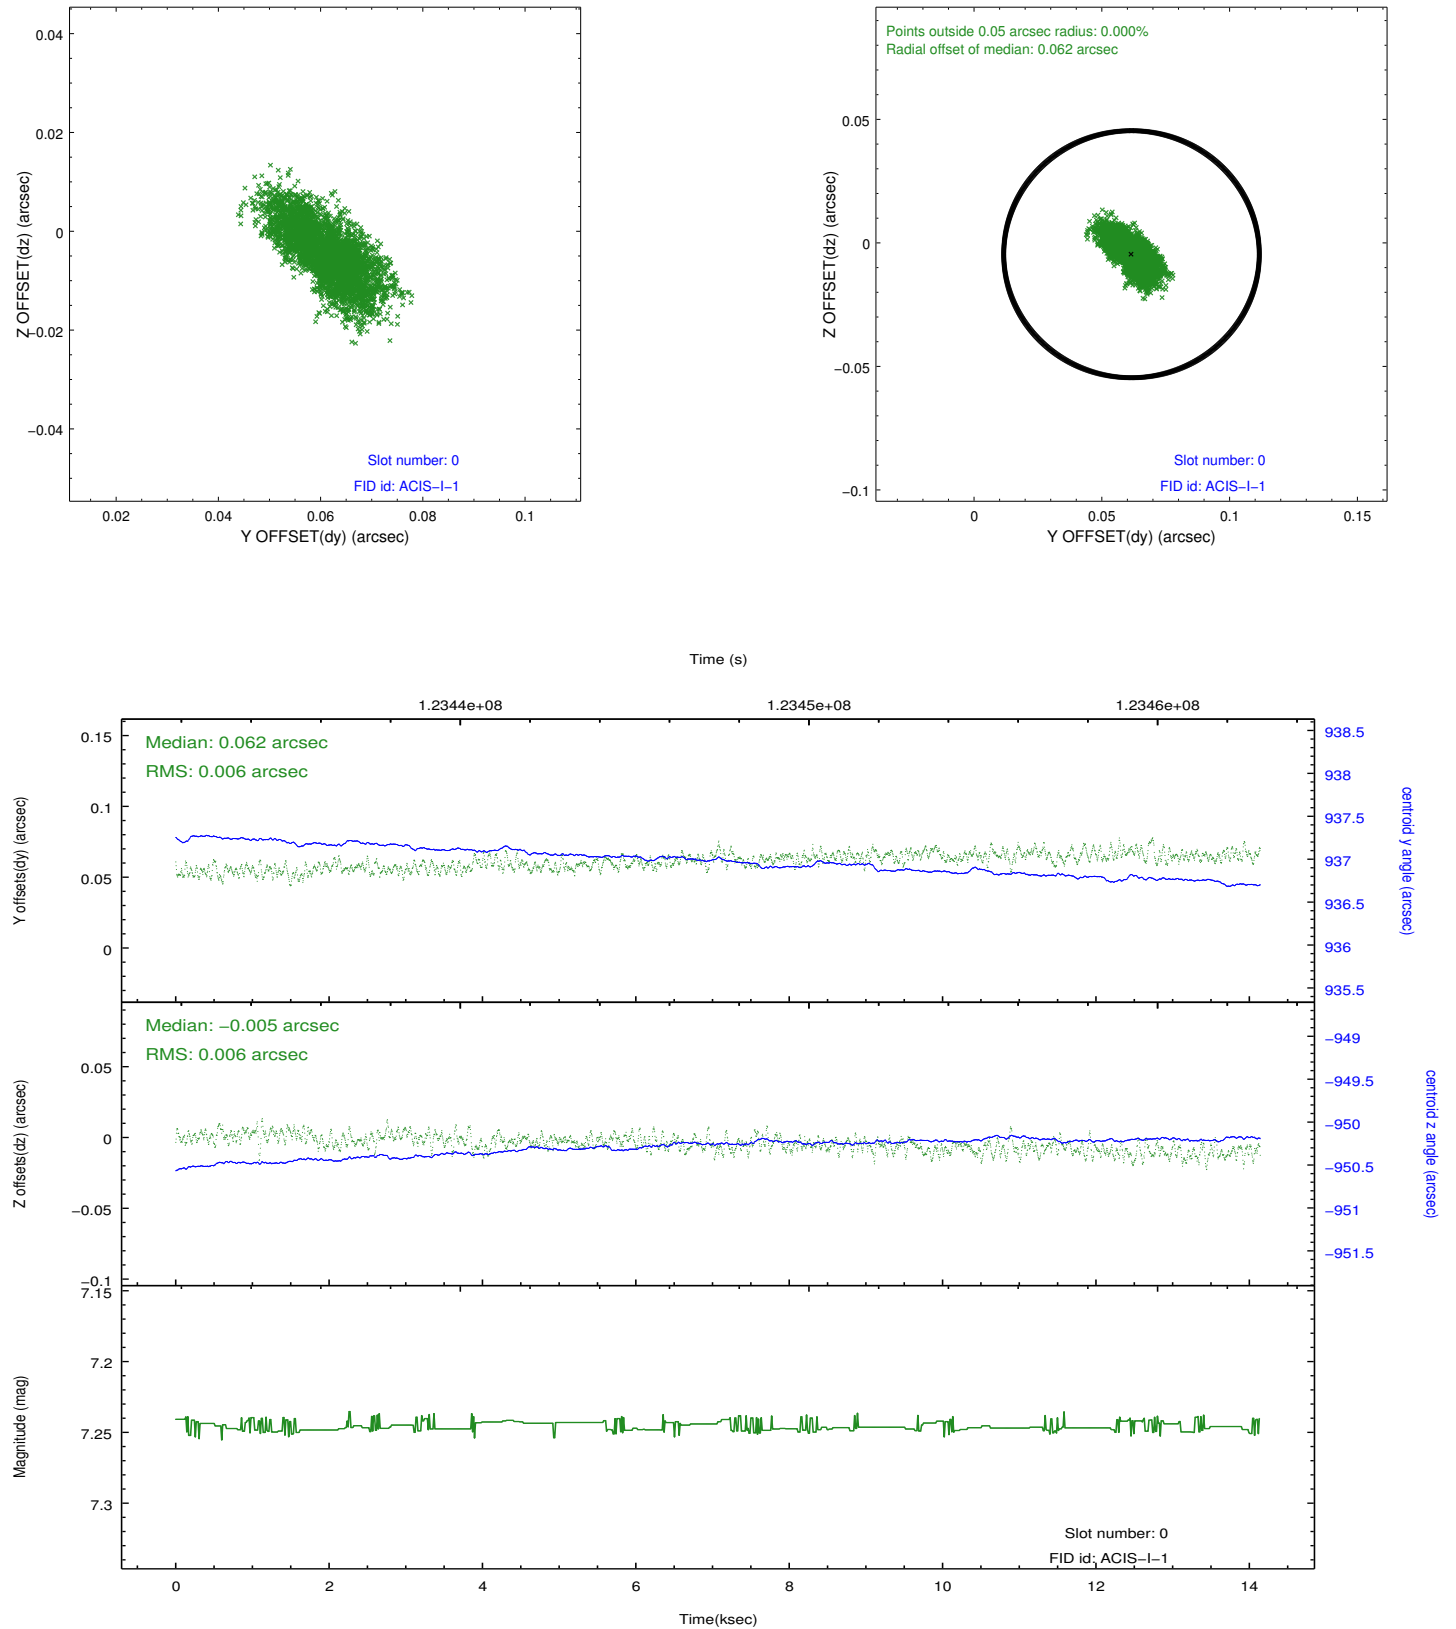 0.04
0.02
0
−0.02
−0.04
Z OFFSET(dz) (arcsec)
Slot number: 0
FID id: ACIS−I−1
0.02 0.04 0.06 0.08 0.1
Y OFFSET(dy) (arcsec)
Points outside 0.05 arcsec radius: 0.000%
Radial offset of median: 0.062 arcsec
0.05
0
−0.05
−0.1
Z OFFSET(dz) (arcsec)
Slot number: 0
FID id: ACIS−I−1
0 0.05 0.1 0.15
Y OFFSET(dy) (arcsec)
Time (s)
1.2344e+08 1.2345e+08 1.2346e+08
Median: 0.062 arcsec
RMS: 0.006 arcsec
0.15
0.1
0.05
0
Y offsets(dy) (arcsec)
938.5
938
937.5
937
936.5
936
935.5
centroid y angle (arcsec)
Median: −0.005 arcsec
RMS: 0.006 arcsec
0.05
0
−0.05
−0.1
Z offsets(dz) (arcsec)
−949
−949.5
−950
−950.5
−951
−951.5
centroid z angle (arcsec)
7.15
7.2
7.25
7.3
Magnitude (mag)
Slot number: 0
FID id: ACIS−I−1
0 2 4 6 8 10 12 14
Time(ksec)